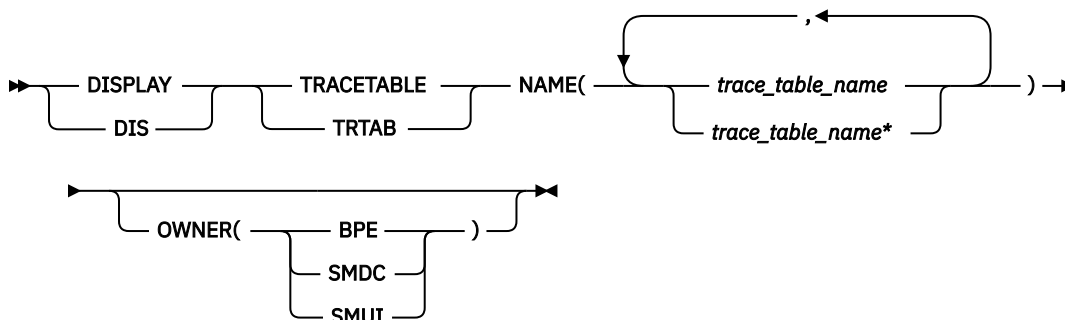 ,
DISPLAY TRACETABLE NAME( trace_table_name )
DIS TRTAB trace_table_name*
OWNER( BPE )
SMDC
SMUI